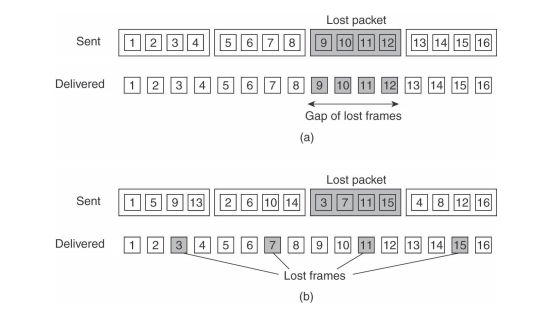 Lost packet
Sent 1 2 3 4 5 6 7 8 9 10 11 12 13 14 15 16
Delivered 1 2 3 4 5 6 7 8 9 10 11 12 13 14 15 16
Gap of lost frames
(a)
Lost packet
Sent 1 5 9 13 2 6 10 14 3 7 11 15 4 8 12 16
Delivered 1 2 3 4 5 6 7 8 9 10 11 12 13 14 15 16
Lost frames
(b)